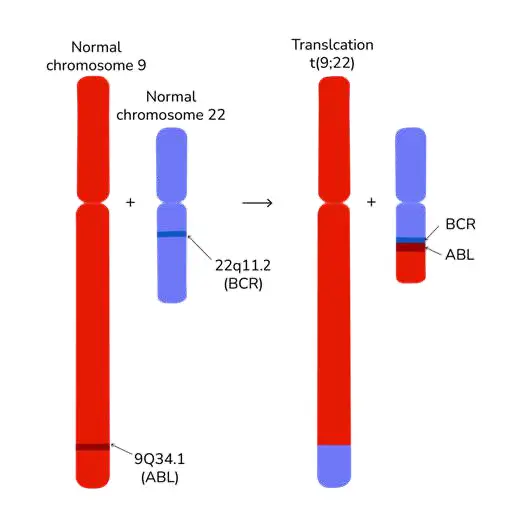 Normal
chromosome 9
Normal
chromosome 22
+
22q11.2
(BCR)
9Q34.1
(ABL)
Translcation
t(9;22)
+
BCR
ABL